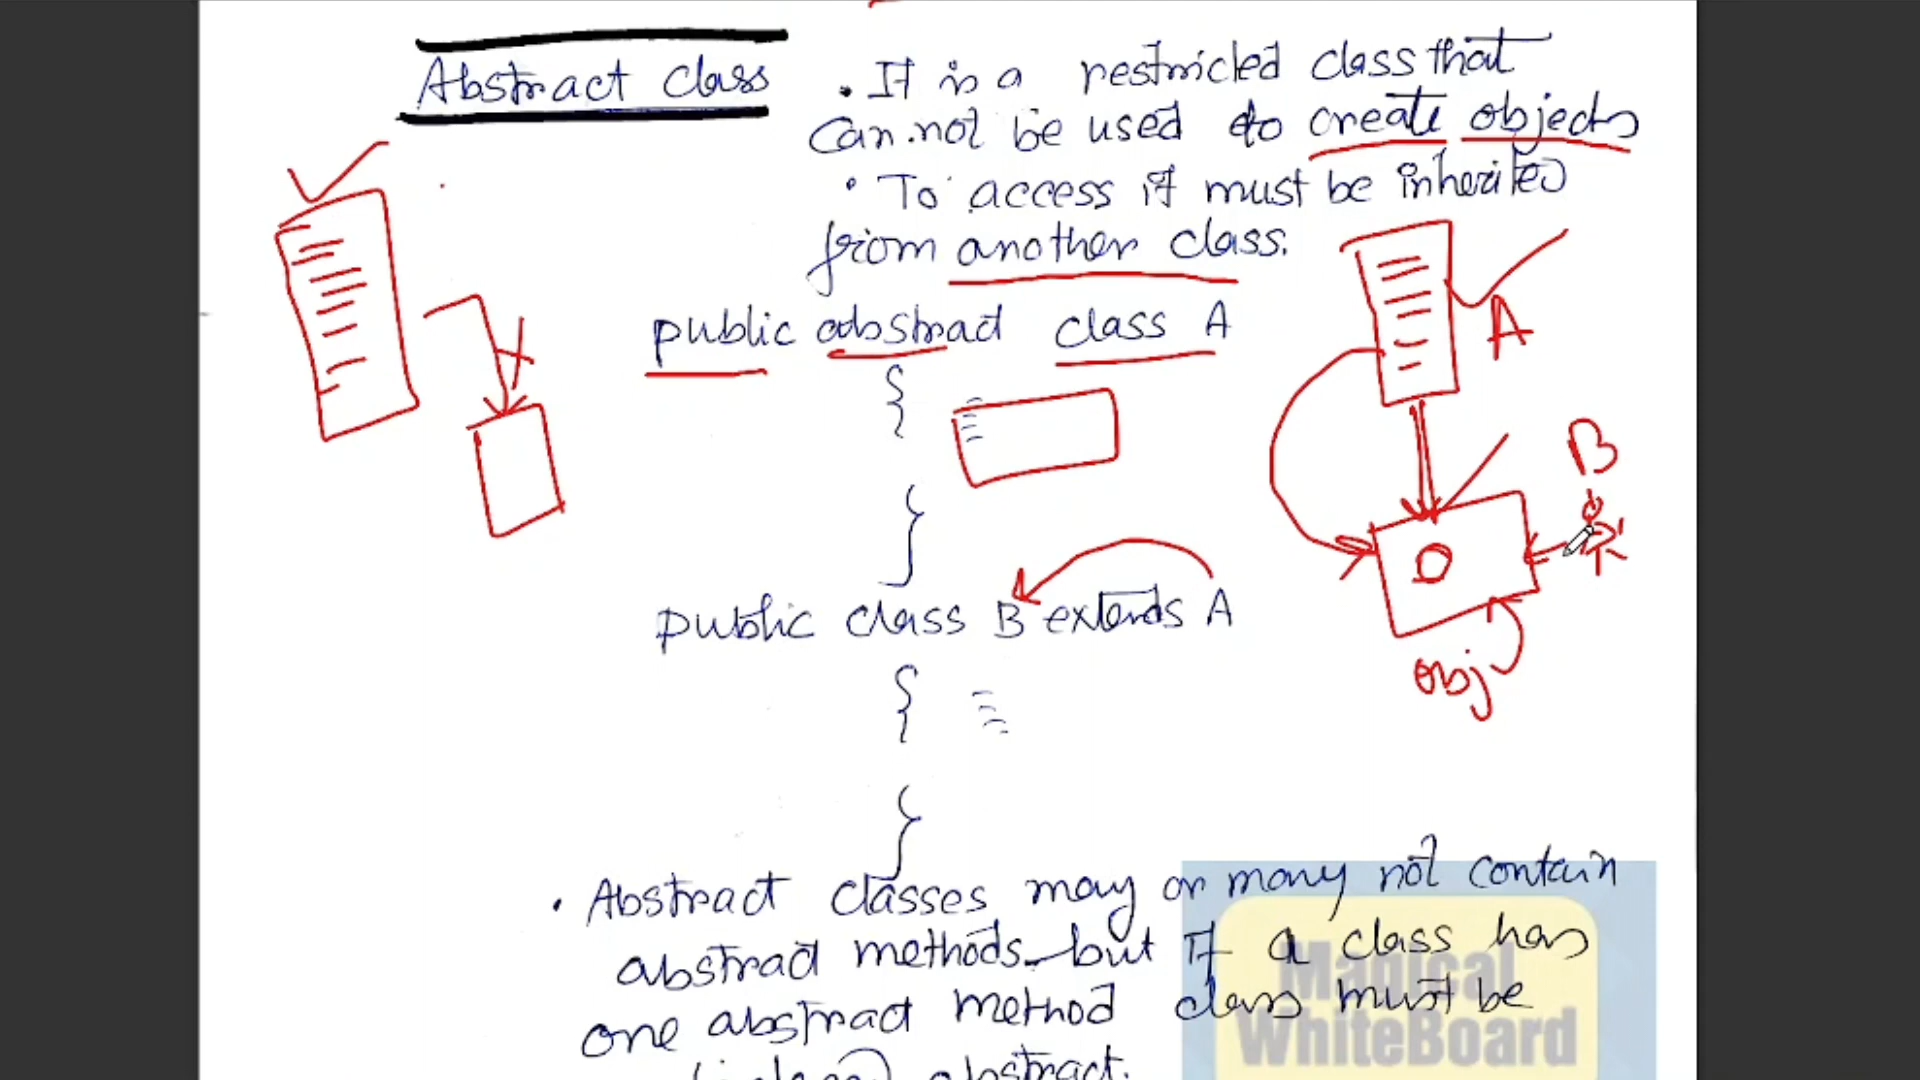 Abstract class
• It is a restricted class that
can not be used to create objects
• To access it must be inherited
from another class.
public abstract class A
{
}
A
B
public class B extends A
{
}
obj
• Abstract classes may or many not contain
abstract methods but if a class has
one abstract method class must be
abstract.
Magical
WhiteBoard